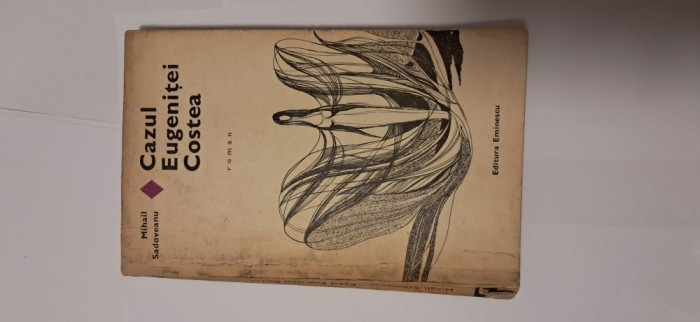 Mihail
Sadoveanu
Cazul
Eugeniței
Costea
roman
Editura Eminescu